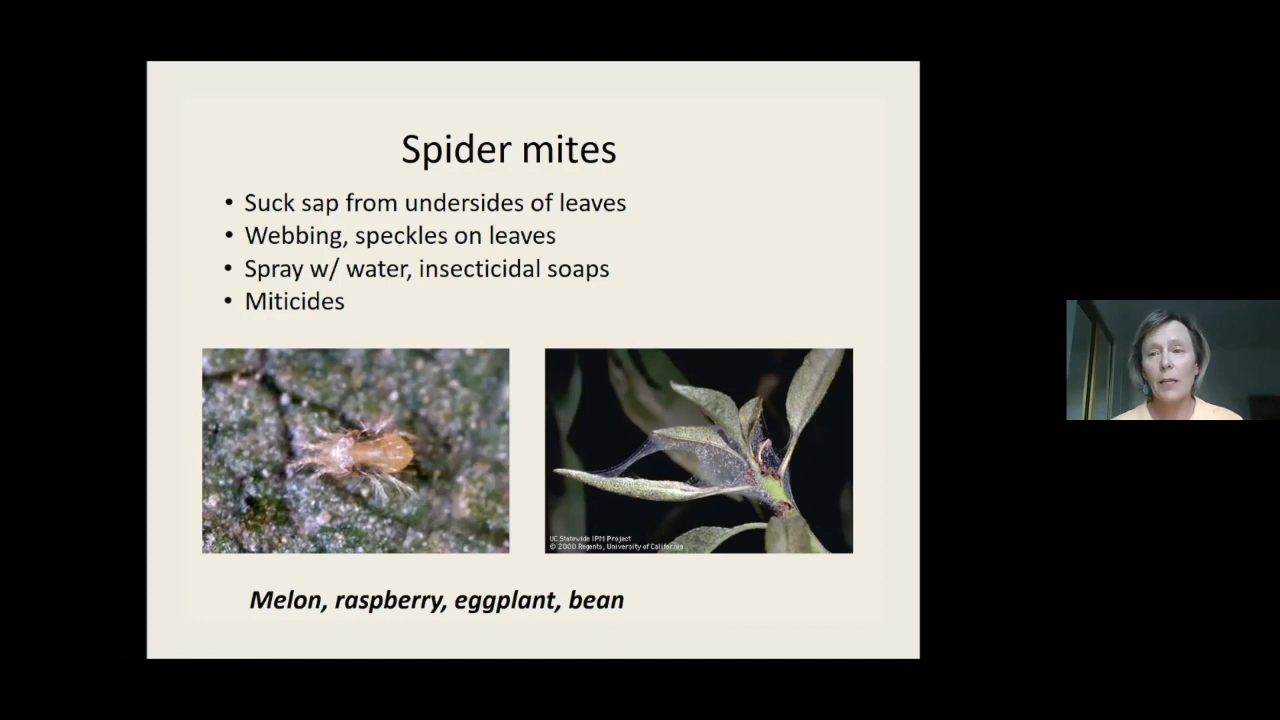 Spider mites
• Suck sap from undersides of leaves
• Webbing, speckles on leaves
• Spray w/ water, insecticidal soaps
• Miticides
UC Statewide IPM Project
© 2000 Regents, University of California
Melon, raspberry, eggplant, bean